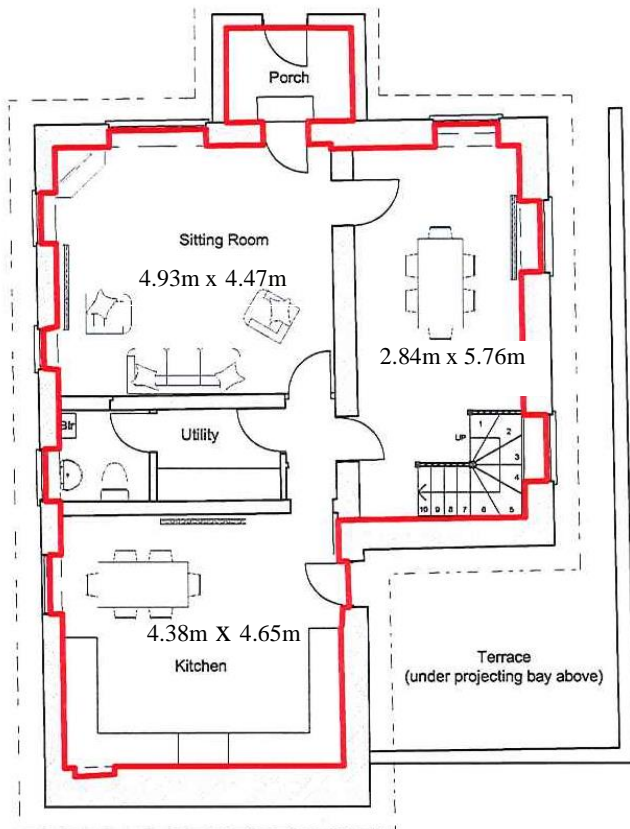 Porch
Sitting Room
4.93m x 4.47m
2.84m x 5.76m
Blr
Utility
UP
1
2
3
4
5
6
7
8
9
10
4.38m x 4.65m
Kitchen
Terrace
(under projecting bay above)